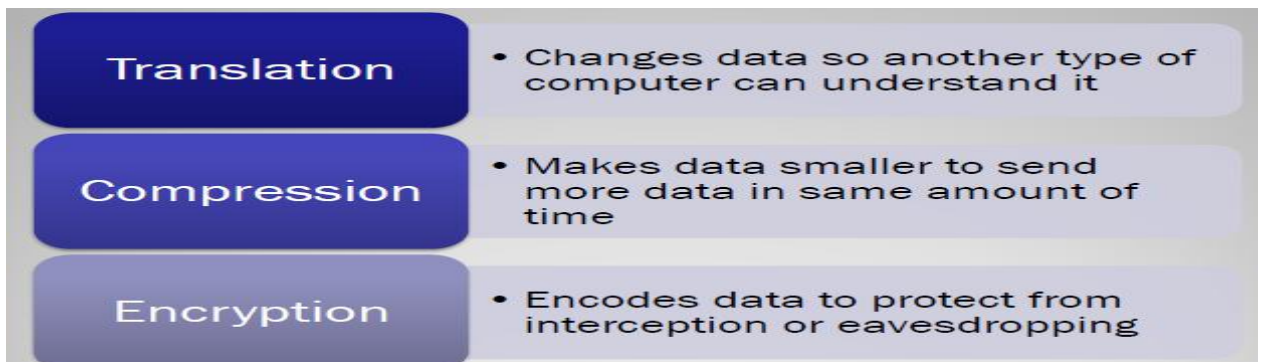 Translation
• Changes data so another type of
computer can understand it
Compression
• Makes data smaller to send
more data in same amount of
time
Encryption
• Encodes data to protect from
interception or eavesdropping